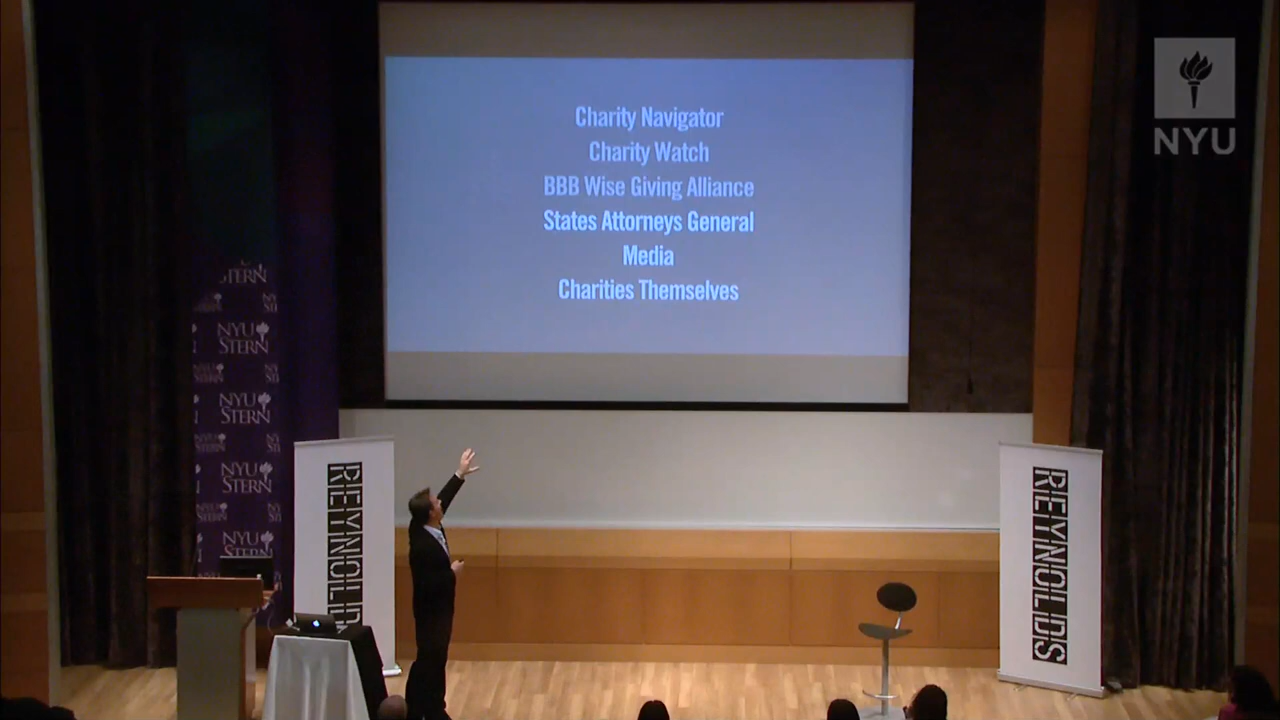 Charity Navigator
Charity Watch
BBB Wise Giving Alliance
States Attorneys General
Media
Charities Themselves
NYU
STERN
NYU
STERN
NYU
STERN
NYU
STERN
NYU
STERN
REYNOLDS
REYNOLDS